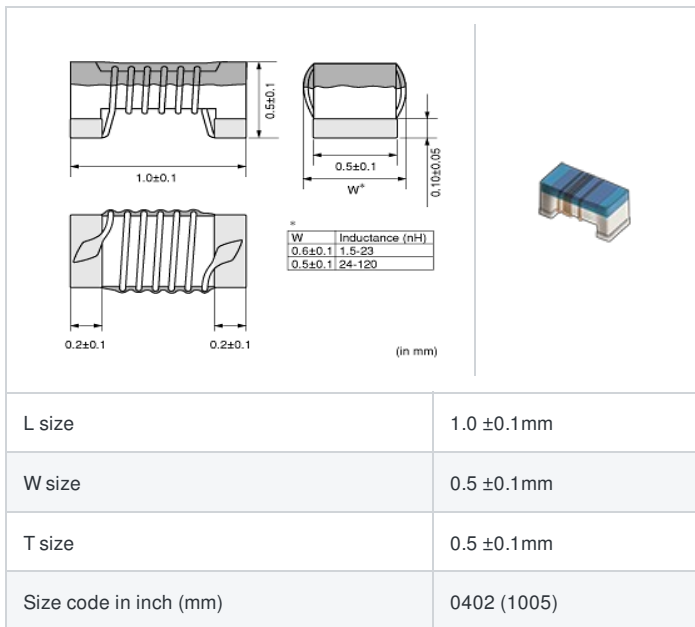 0.5±0.1
1.0±0.1
0.5±0.1
W*
0.10±0.05
*
W Inductance (nH)
0.6±0.1 1.5-23
0.5±0.1 24-120
0.2±0.1 0.2±0.1
(in mm)
L size 1.0 ±0.1mm
W size 0.5 ±0.1mm
T size 0.5 ±0.1mm
Size code in inch (mm) 0402 (1005)